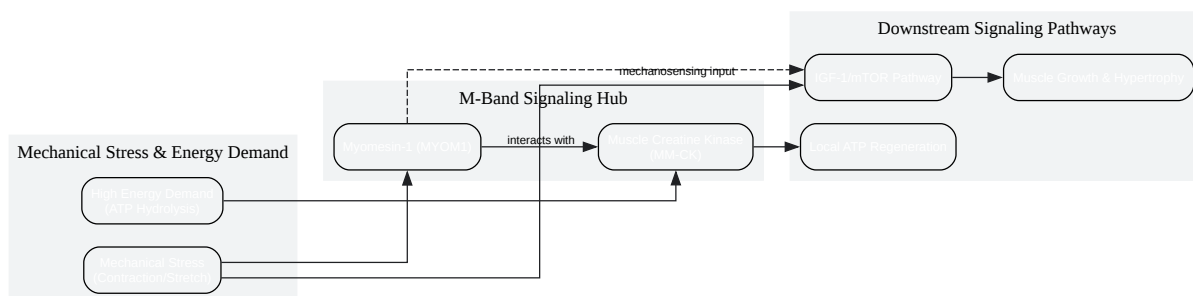 Downstream Signaling Pathways
mechanosensing input
IGF-1/mTOR Pathway
Muscle Growth & Hypertrophy
M-Band Signaling Hub
Myomesin-1 (MYOM1)
interacts with
Muscle Creatine Kinase
(MM-CK)
Local ATP Regeneration
Mechanical Stress & Energy Demand
High Energy Demand
(ATP Hydrolysis)
Mechanical Stress
(Contraction/Stretch)